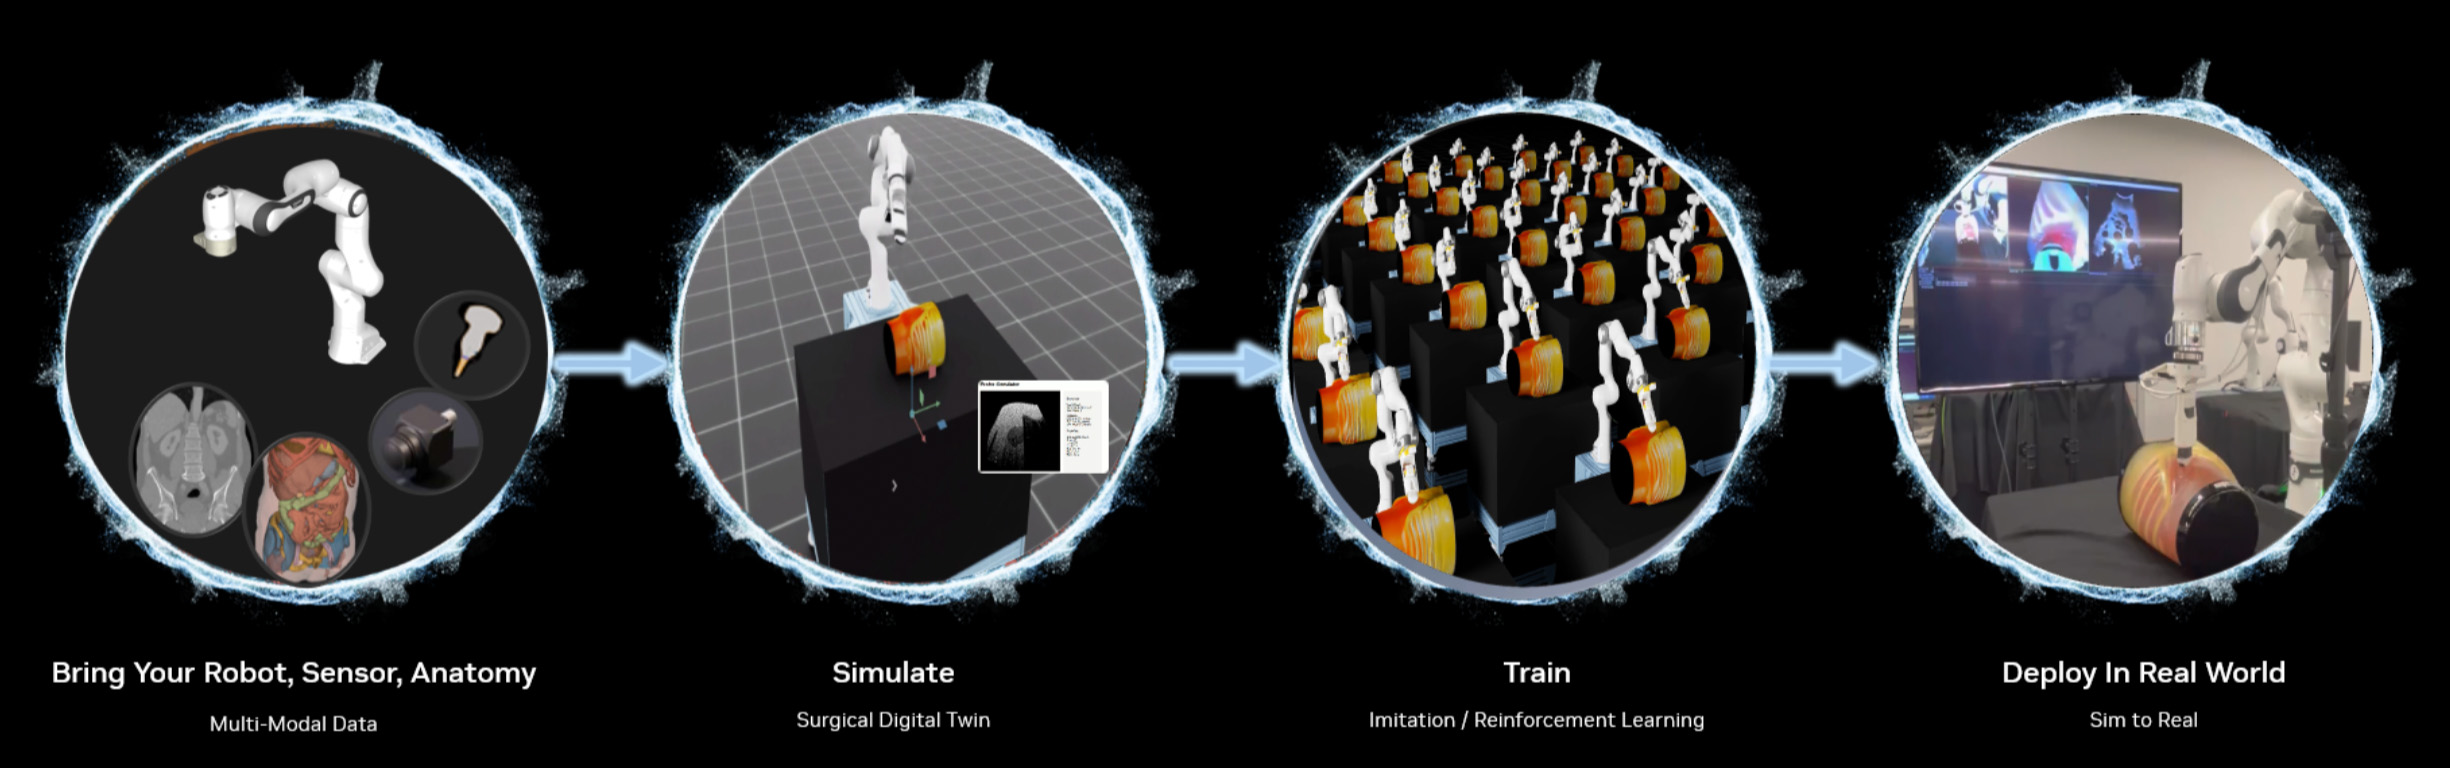 Bring Your Robot, Sensor, Anatomy
Multi-Modal Data
Simulate
Surgical Digital Twin
Train
Imitation / Reinforcement Learning
Deploy In Real World
Sim to Real